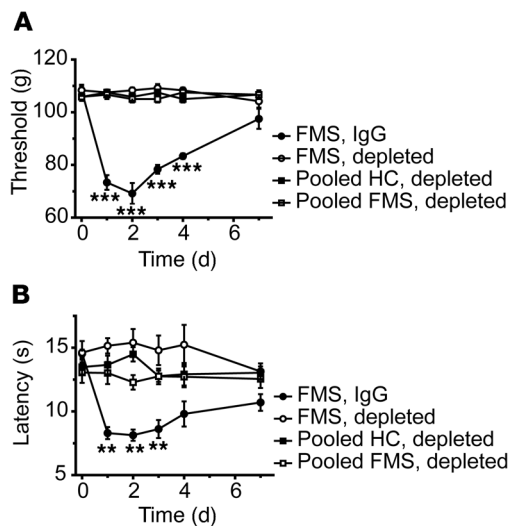 A
120
100
80
60
Threshold (g)
0
2
4
6
Time (d)
***
***
***
***
FMS, IgG
FMS, depleted
Pooled HC, depleted
Pooled FMS, depleted
B
15
10
5
Latency (s)
0
2
4
6
Time (d)
**
**
**
FMS, IgG
FMS, depleted
Pooled HC, depleted
Pooled FMS, depleted